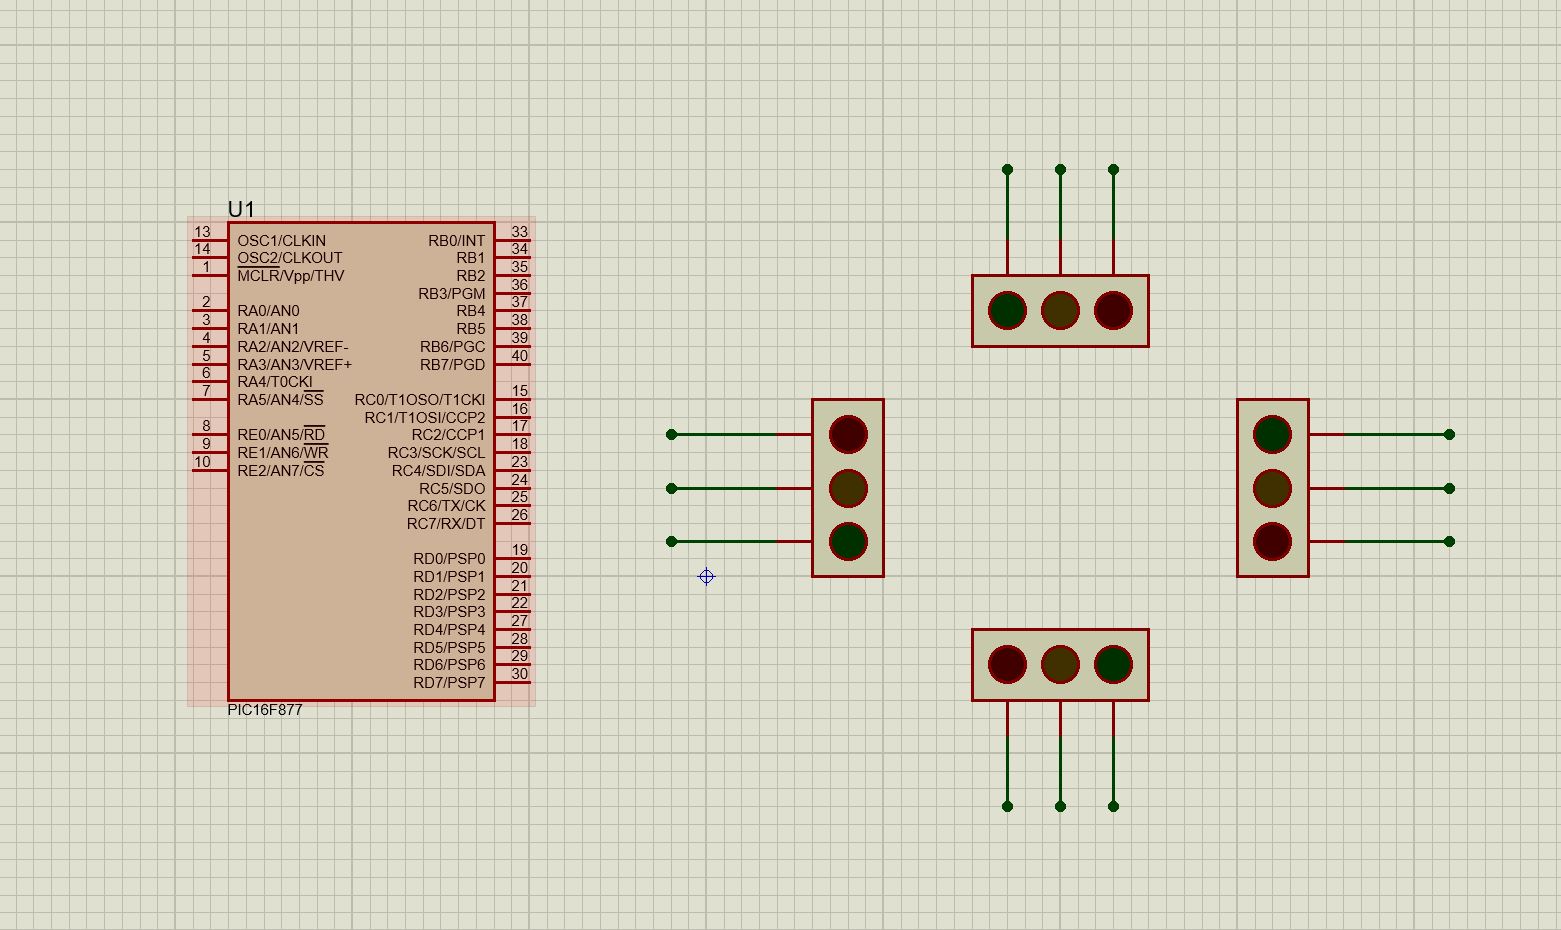 U1
13 OSC1/CLKIN RB0/INT 33
14 OSC2/CLKOUT RB1 34
1 MCLR/Vpp/THV RB2 35
RB3/PGM 36
2 RA0/AN0 RB4 37
3 RA1/AN1 RB5 38
4 RA2/AN2/VREF- RB6/PGC 39
5 RA3/AN3/VREF+ RB7/PGD 40
6 RA4/T0CKI
7 RA5/AN4/SS RC0/T1OSO/T1CKI 15
RC1/T1OSI/CCP2 16
8 RE0/AN5/RD RC2/CCP1 17
9 RE1/AN6/WR RC3/SCK/SCL 18
10 RE2/AN7/CS RC4/SDI/SDA 23
RC5/SDO 24
RC6/TX/CK 25
RC7/RX/DT 26
RD0/PSP0 19
RD1/PSP1 20
RD2/PSP2 21
RD3/PSP3 22
RD4/PSP4 27
RD5/PSP5 28
RD6/PSP6 29
RD7/PSP7 30
PIC16F877